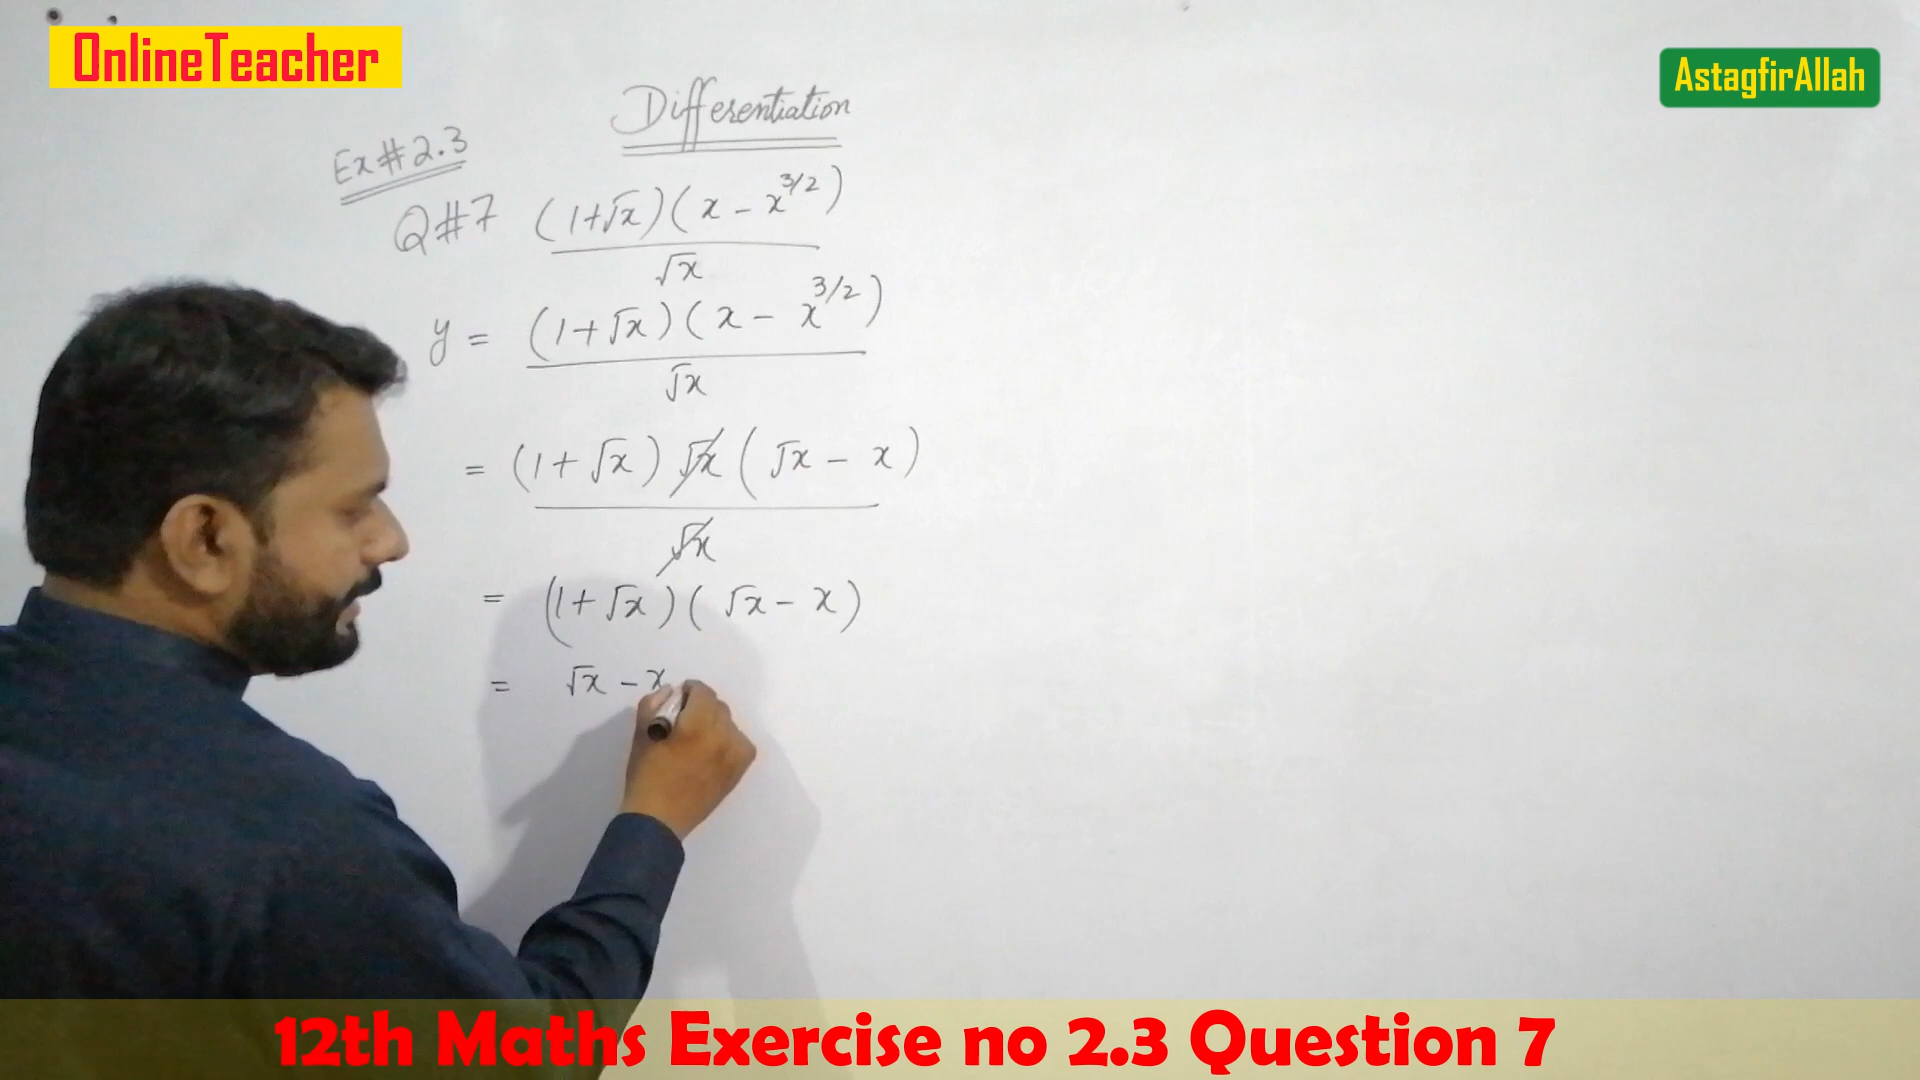 OnlineTeacher
AstagfirAllah
Differentiation
Ex#2.3
Q#7 (1+√x)(x-x^3/2)
√x
y = (1+√x)(x-x^3/2)
√x
= (1+√x)√x(√x-x)
√x
= (1+√x)(√x-x)
= √x-x
12th Maths Exercise no 2.3 Question 7